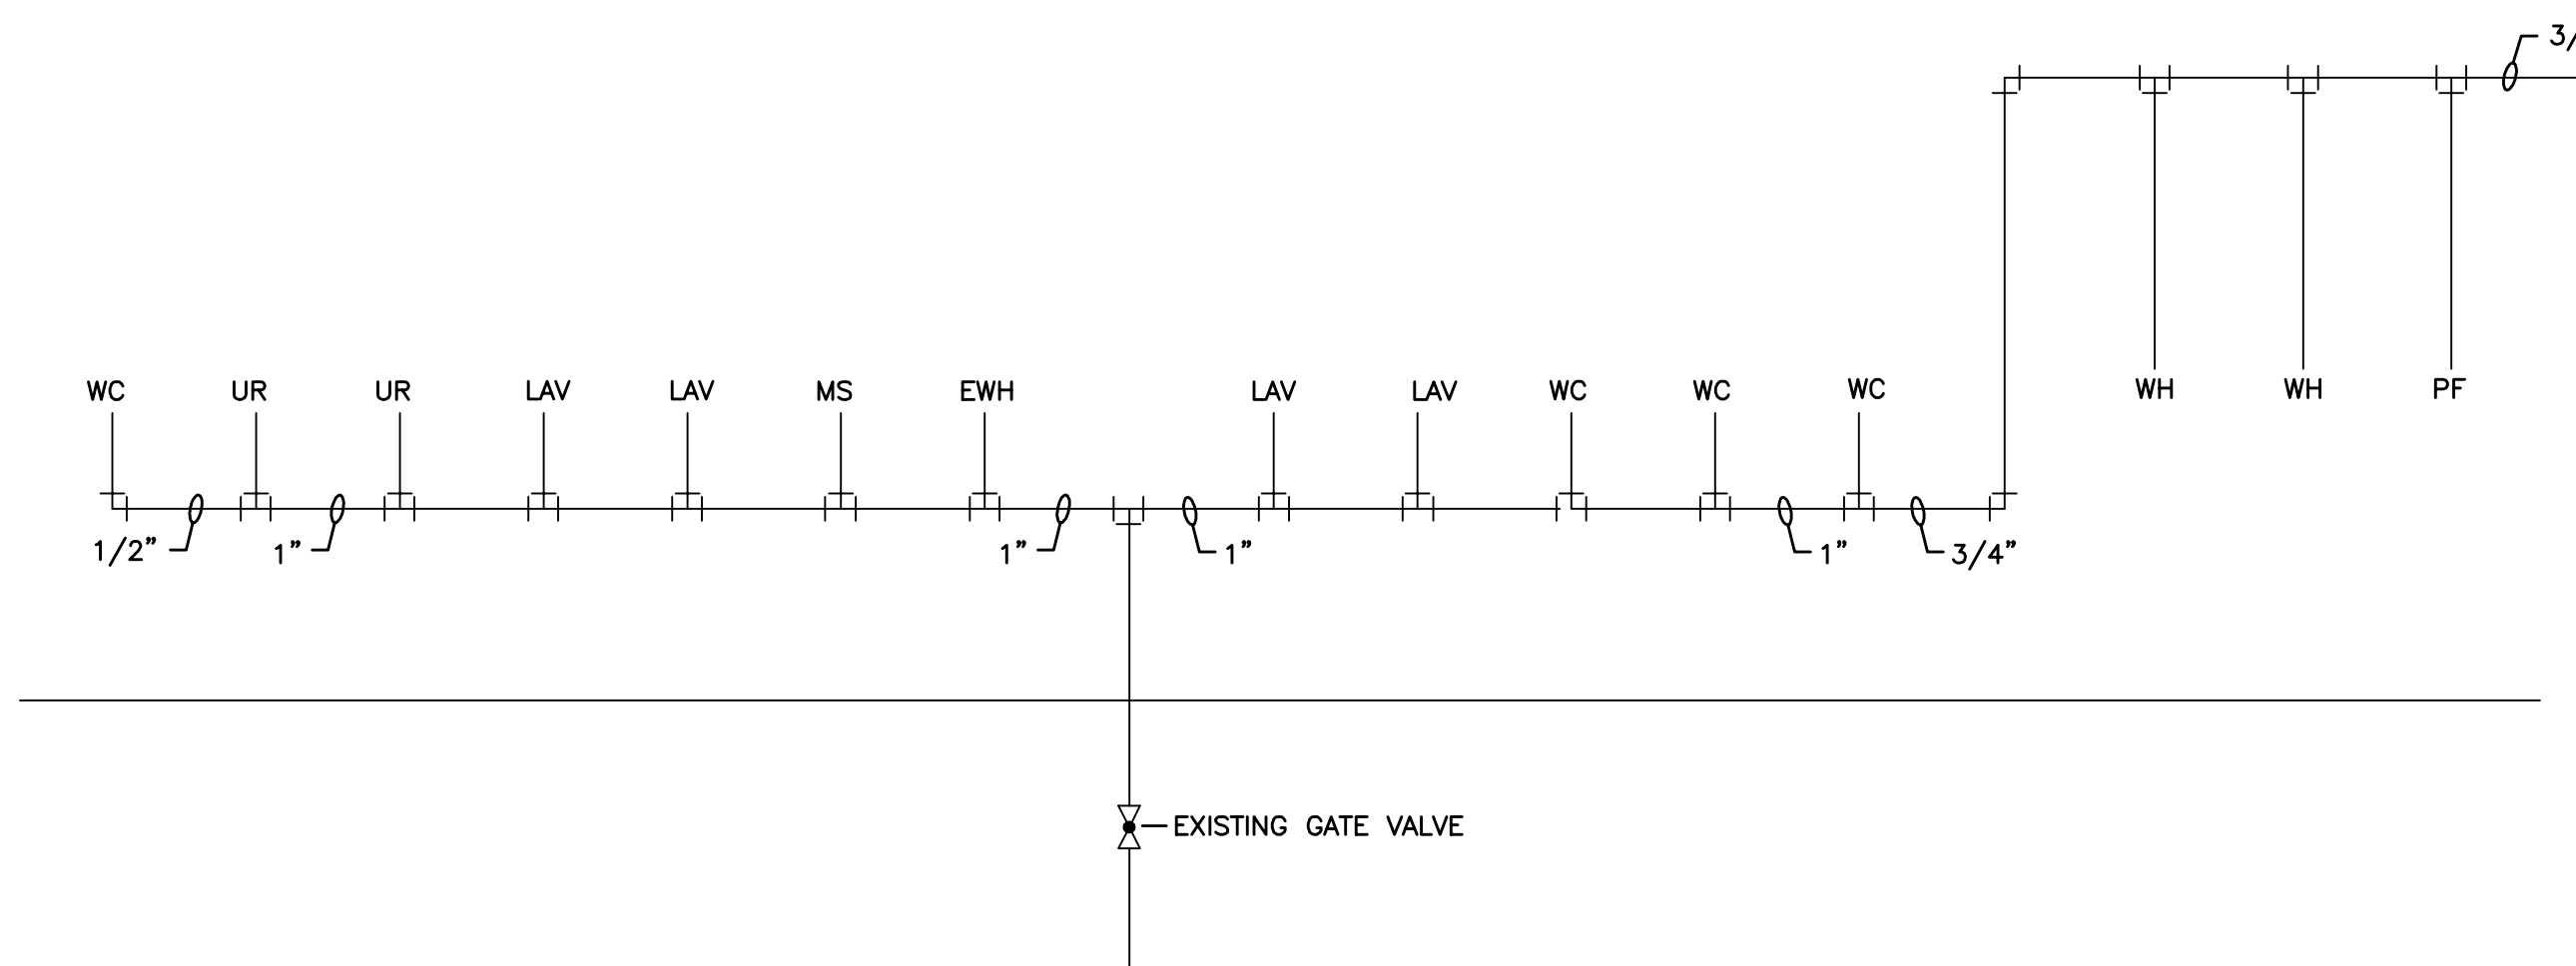 3/
WC UR UR LAV LAV MS EWH LAV LAV WC WC WC WH WH PF
1/2" 1" 1" 1" 1" 3/4"
EXISTING GATE VALVE